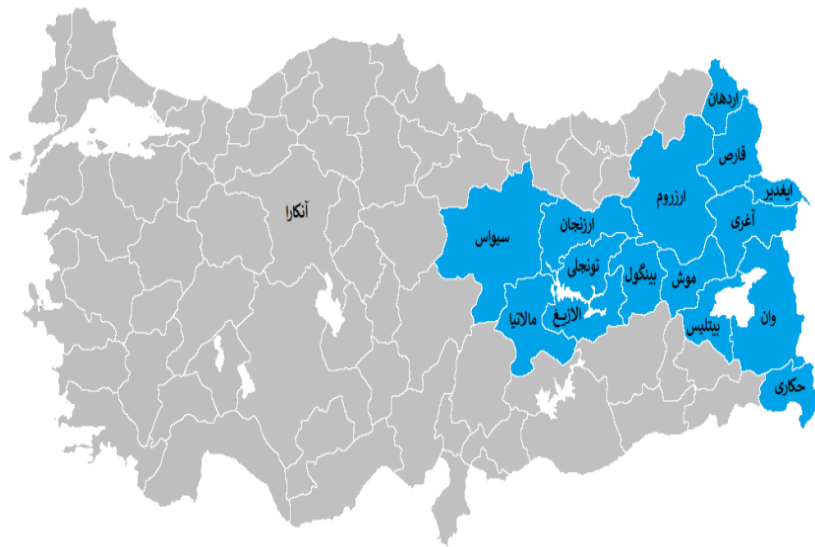 اردهان
قارص
ایغدیر
ارزروم
آغری
آنکارا
ارزنجان
سیواس
تونجلی
بینگول
موش
الازیغ
مالاتیا
وان
بیتلیس
حکاری